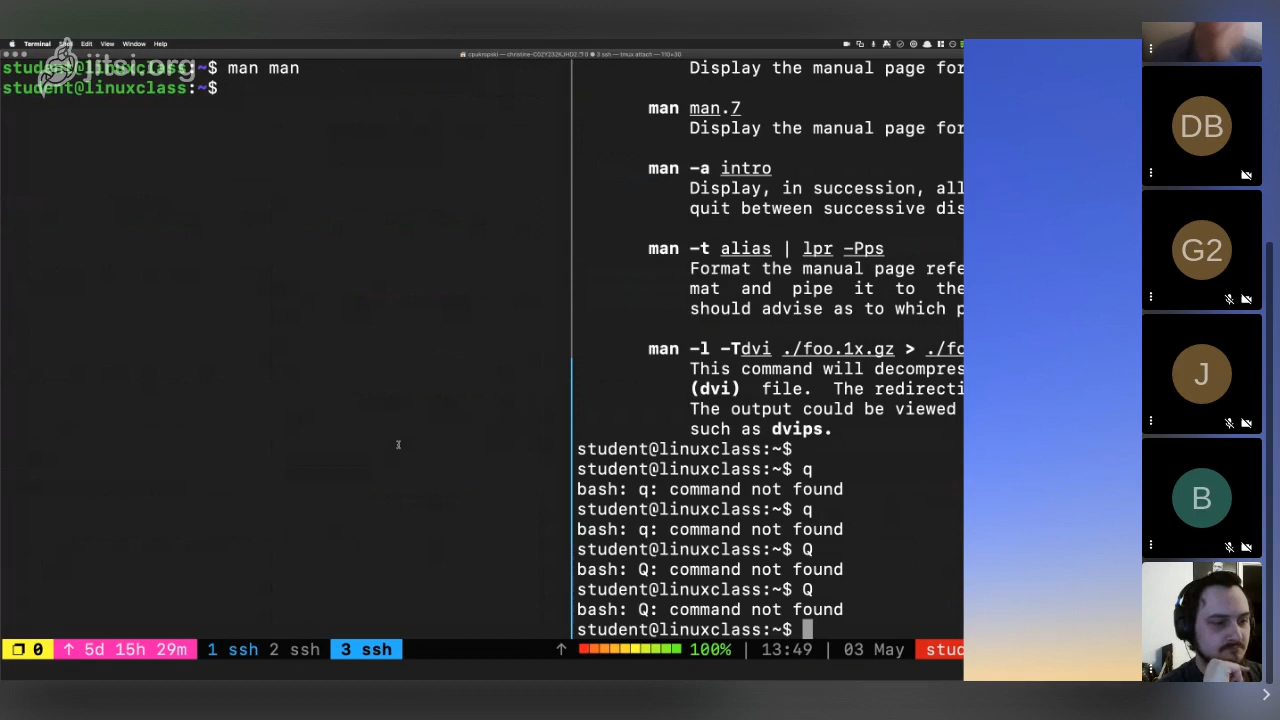 Terminal Shell Edit View Window Help
jitsi.org
student@linuxclass:~$ man man
student@linuxclass:~$
Display the manual page for
man man.7
Display the manual page for
man -a intro
Display, in succession, all
quit between successive dis
man -t alias | lpr -Pps
Format the manual page refe
mat and pipe it to the
should advise as to which p
man -l -Tdvi ./foo.1x.gz > ./fo
This command will decompres
(dvi) file. The redirecti
The output could be viewed
such as dvips.
student@linuxclass:~$
student@linuxclass:~$ q
bash: q: command not found
student@linuxclass:~$ q
bash: q: command not found
student@linuxclass:~$ Q
bash: Q: command not found
student@linuxclass:~$ Q
bash: Q: command not found
student@linuxclass:~$
0 ↑ 5d 15h 29m 1 ssh 2 ssh 3 ssh ↑ 100% | 13:49 | 03 May stud
DB
G2
J
B